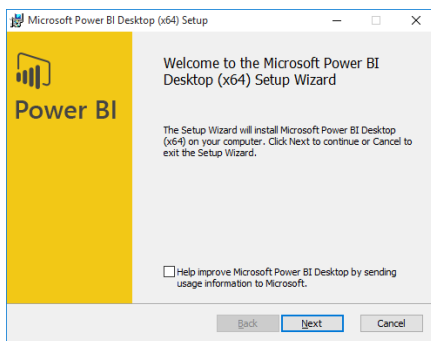 Microsoft Power BI Desktop (x64) Setup
Power BI
Welcome to the Microsoft Power BI
Desktop (x64) Setup Wizard
The Setup Wizard will install Microsoft Power BI Desktop
(x64) on your computer. Click Next to continue or Cancel to
exit the Setup Wizard.
Help improve Microsoft Power BI Desktop by sending
usage information to Microsoft.
Back Next Cancel